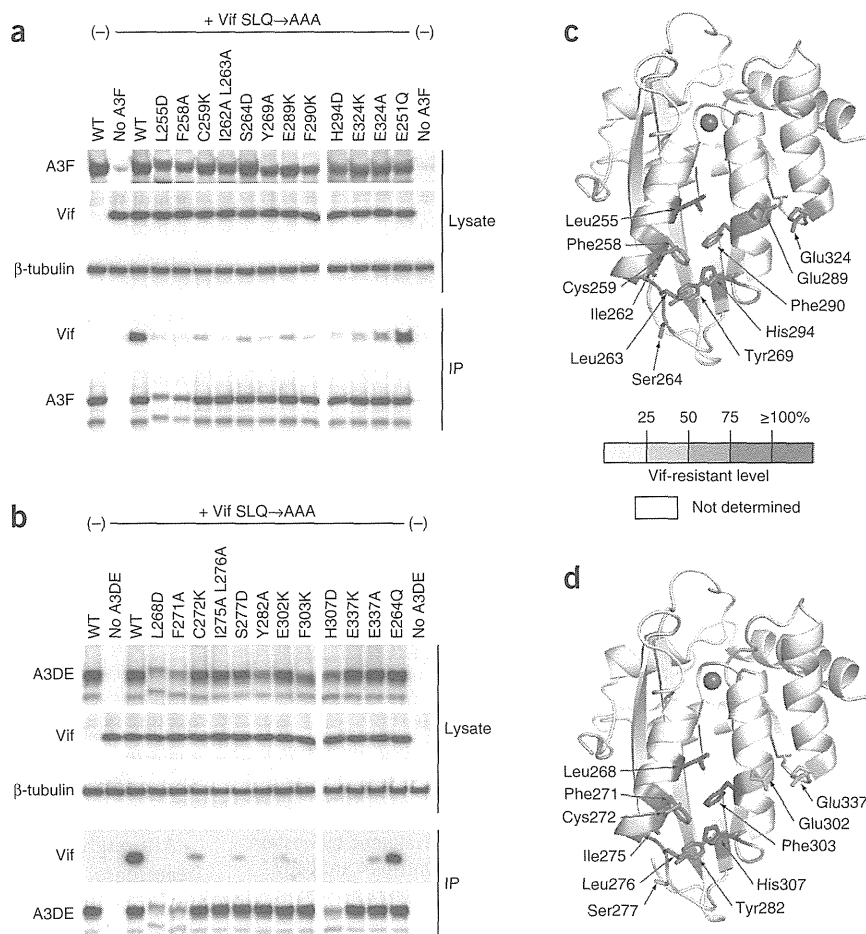 a
(–) + Vif SLQ→AAA (–)
WT
No A3F
WT
L255D
F258A
C259K
I262A L263A
S264D
Y269A
E289K
F290K
H294D
E324K
E324A
E251Q
No A3F
A3F
Vif
β-tubulin
Lysate
Vif
A3F
IP
b
(–) + Vif SLQ→AAA (–)
WT
No A3DE
WT
L268D
F271A
C272K
I275A L276A
S277D
Y282A
E302K
F303K
H307D
E337K
E337A
E264Q
No A3DE
A3DE
Vif
β-tubulin
Lysate
Vif
A3DE
IP
c
Leu255
Phe258
Cys259
Ile262
Leu263
Ser264
Glu324
Glu289
Phe290
His294
Tyr269
25 50 75 ≥100%
Vif-resistant level
Not determined
d
Leu268
Phe271
Cys272
Ile275
Leu276
Ser277
Glu337
Glu302
Phe303
His307
Tyr282